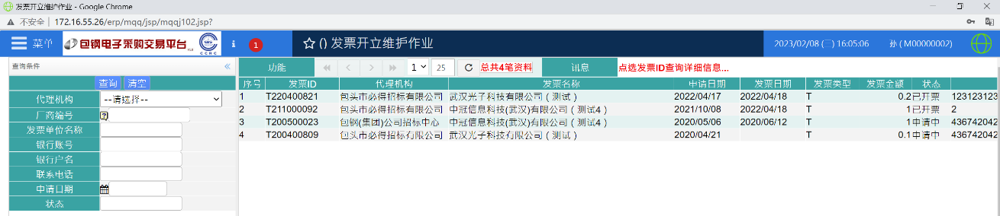 发票开立维护作业 - Google Chrome
不安全 | 172.16.55.26/erp/mqq/jsp/mqqj102.jsp?
菜单 包钢电子采购交易平台 i 1 () 发票开立维护作业 2023/02/08 (三) 16:05:06 孙 ( M00000002)
查询条件
功能 1 25 总共4笔资料 讯息 点选发票ID查询详细信息...
查询 清空
序号 发票ID 代理机构 发票名称 申请日期 发票日期 发票类型 发票金额 状态
1 T220400821 包头市必得招标有限公司 武汉光子科技有限公司（测试） 2022/04/17 2022/04/18 T 0.2 已开票 123123123
2 T211000092 包头市必得招标有限公司 中冠信息科技(武汉)有限公司（测试4） 2021/10/08 2022/04/18 T 1 已开票 2
3 T200500023 包钢(集团)公司招标中心 中冠信息科技(武汉)有限公司（测试4） 2020/05/06 2020/06/12 T 1 申请中 436742042
4 T200400809 包头市必得招标有限公司 武汉光子科技有限公司（测试） 2020/04/21 T 0.1 申请中 436742042
代理机构 --请选择--
厂商编号
发票单位名称
银行账号
银行户名
联系电话
申请日期
状态